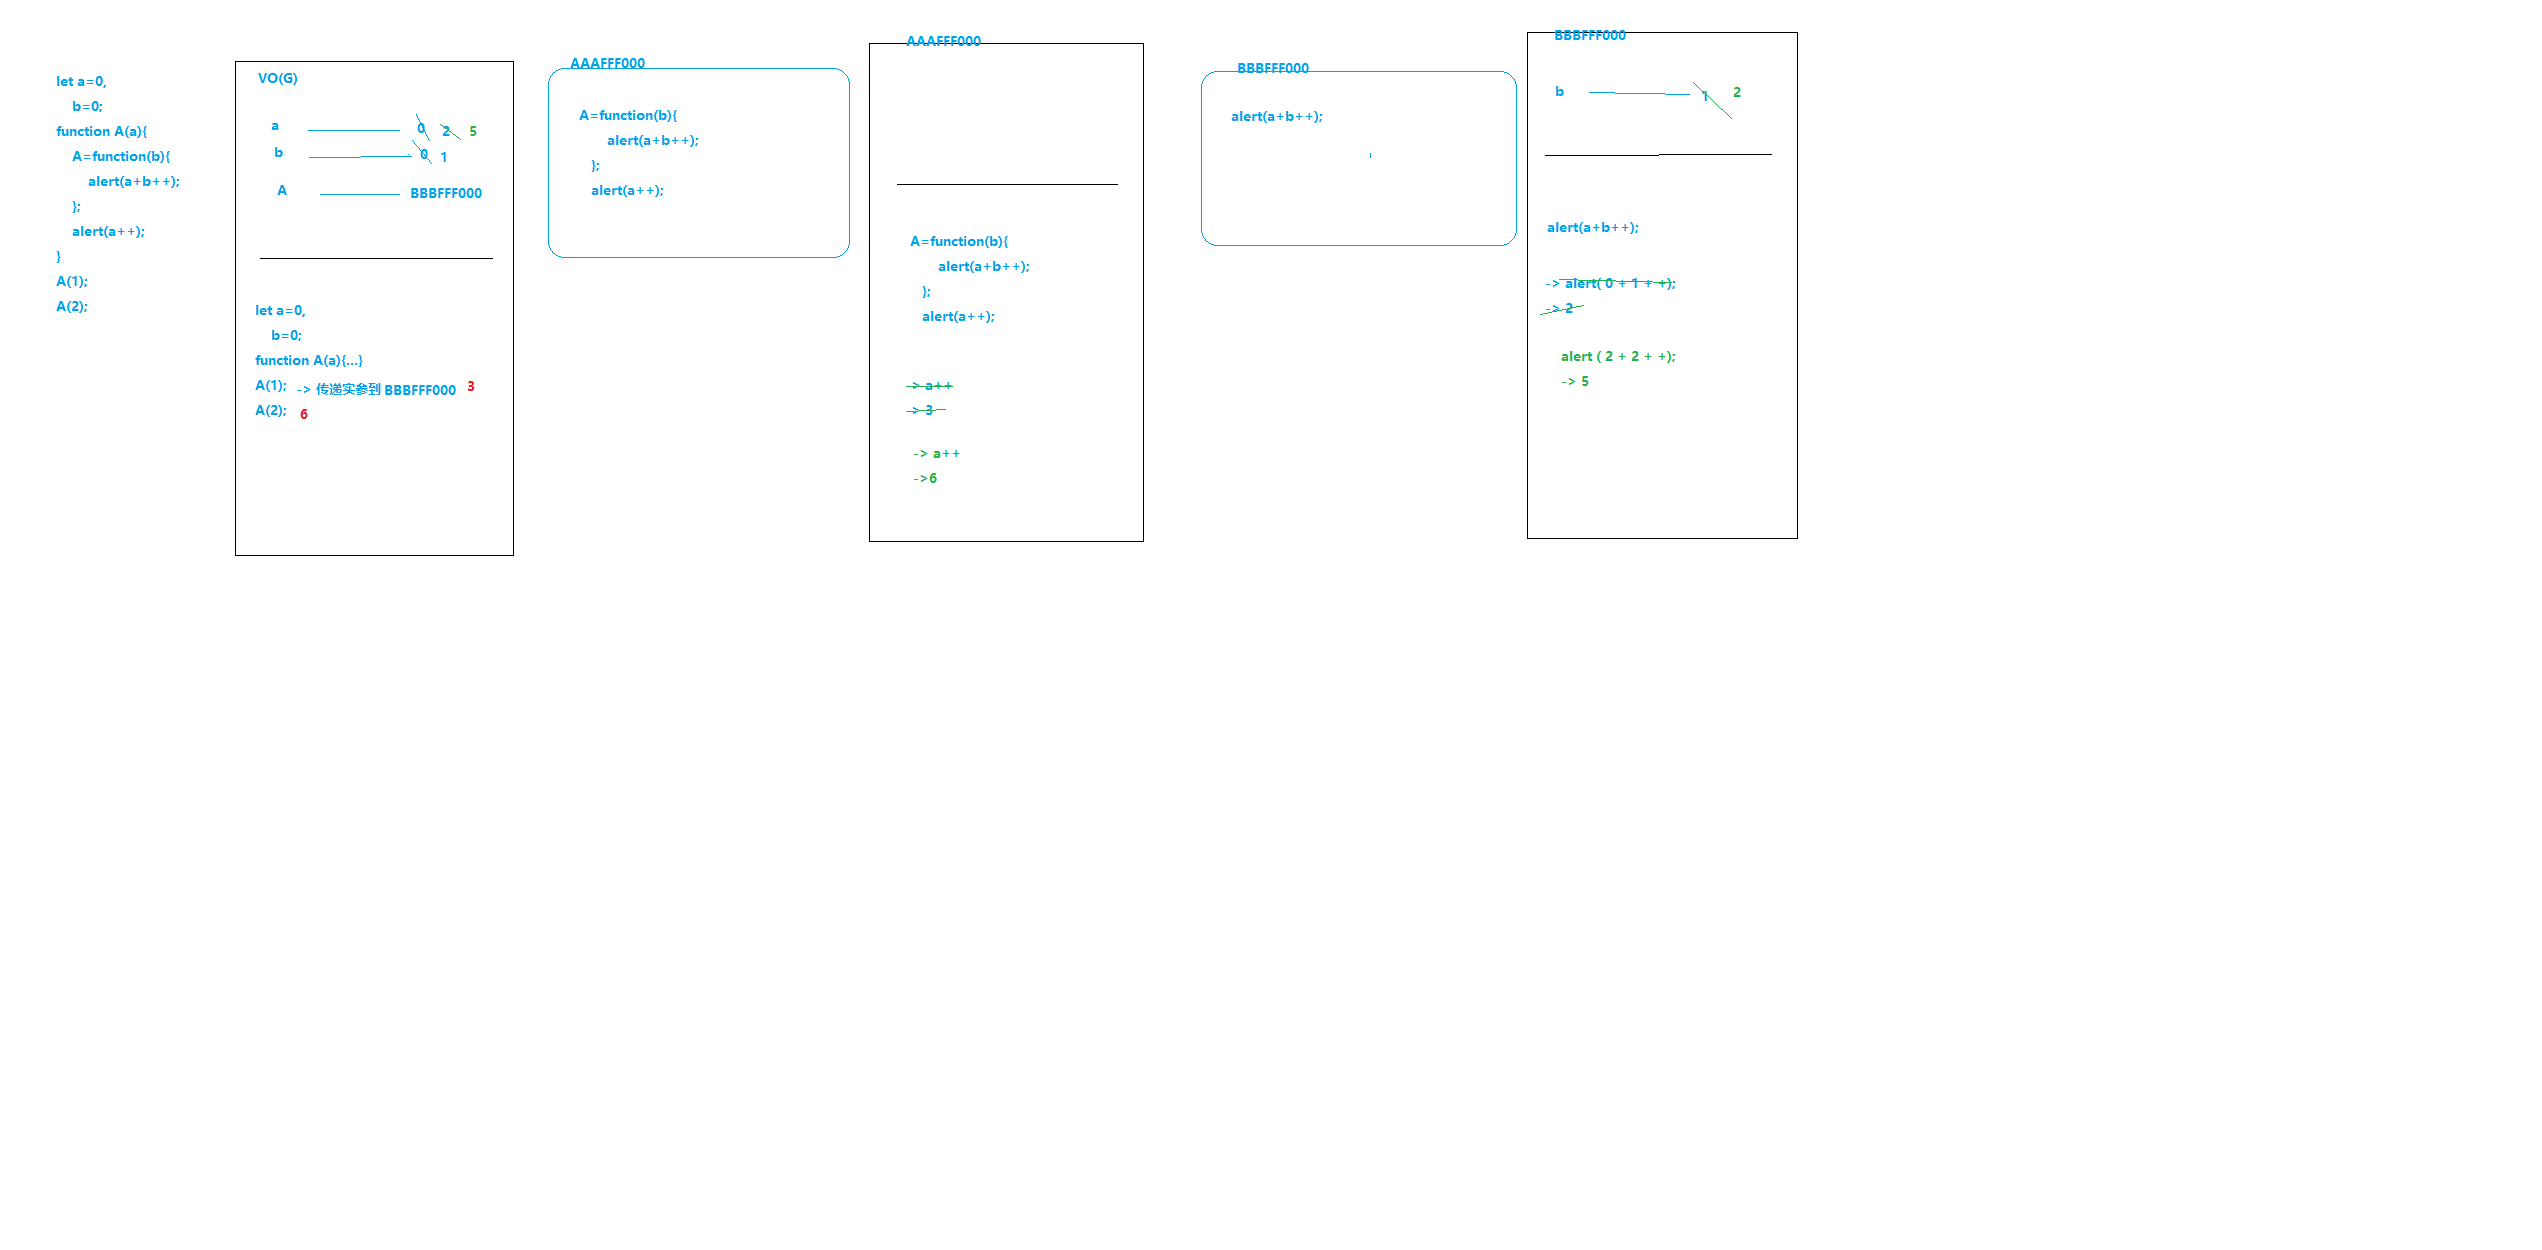 let a=0,
b=0;
function A(a){
A=function(b){
alert(a+b++);
};
alert(a++);
}
A(1);
A(2);
VO(G)
a 0 2 5
b 0 1
A BBBFFF000
let a=0,
b=0;
function A(a){...}
A(1); -> 传递实参到 BBBFFF000 3
A(2); 6
AAAFFF000
A=function(b){
alert(a+b++);
};
alert(a++);
AAAFFF000
A=function(b){
alert(a+b++);
};
alert(a++);
-> a++
-> 3
-> a++
->6
BBBFFF000
alert(a+b++);
BBBFFF000
b 1 2
alert(a+b++);
-> alert( 0 + 1 + +);
-> 2
alert ( 2 + 2 + +);
-> 5